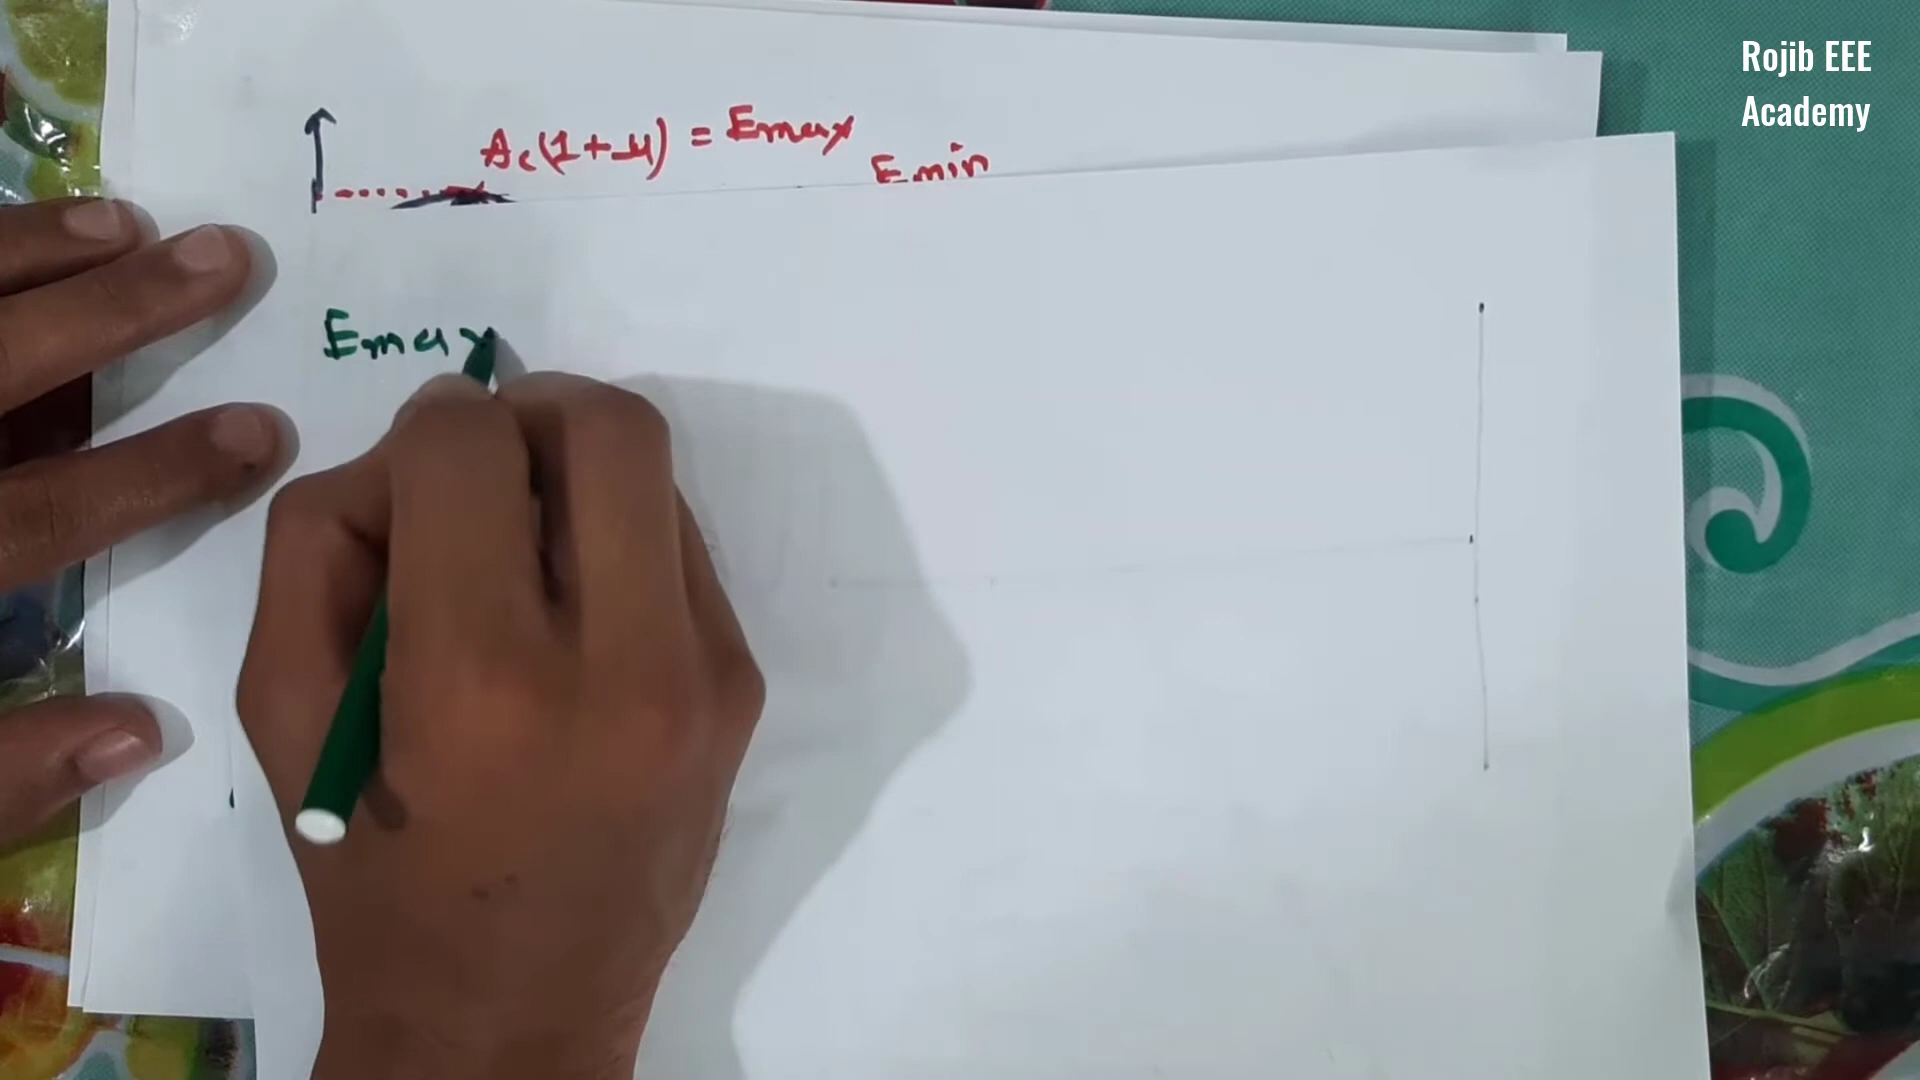 Rojib EEE
Academy
Ac(1+μ) = Emax
Emin
Emax